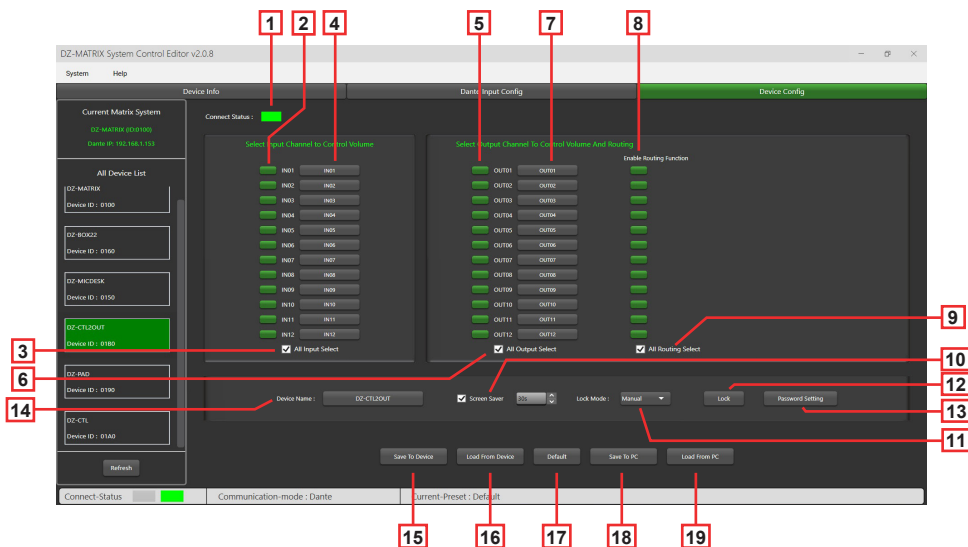 1
2
4
5
7
8
DZ-MATRIX System Control Editor v2.0.8
System Help
Device Info
Dante Input Config
Device Config
Current Matrix System
DZ-MATRIX (ID:0100)
Dante IP: 192.168.1.153
All Device List
DZ-MATRIX
Device ID : 0100
DZ-BOX22
Device ID : 0160
DZ-MICDESK
Device ID : 0150
DZ-CTL2OUT
Device ID : 0180
DZ-PAD
Device ID : 0190
DZ-CTL
Device ID : 01A0
Refresh
Connect Status :
Select Input Channel to Control Volume
IN01 IN01
IN02 IN02
IN03 IN03
IN04 IN04
IN05 IN05
IN06 IN06
IN07 IN07
IN08 IN08
IN09 IN09
IN10 IN10
IN11 IN11
IN12 IN12
All Input Select
Select Output Channel To Control Volume And Routing
Enable Routing Function
OUT01 OUT01
OUT02 OUT02
OUT03 OUT03
OUT04 OUT04
OUT05 OUT05
OUT06 OUT06
OUT07 OUT07
OUT08 OUT08
OUT09 OUT09
OUT10 OUT10
OUT11 OUT11
OUT12 OUT12
All Output Select
All Routing Select
3
6
14
9
10
12
13
11
Device Name : DZ-CTL2OUT
Screen Saver 30s
Lock Mode : Manual
Lock
Password Setting
Save To Device
Load From Device
Default
Save To PC
Load From PC
Connect-Status
Communication-mode : Dante
Current-Preset : Default
15
16
17
18
19